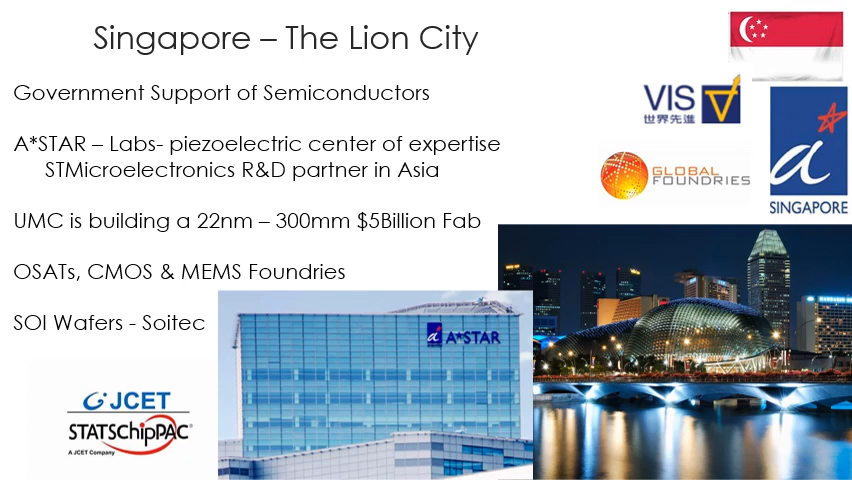 Singapore – The Lion City
Government Support of Semiconductors
A*STAR – Labs- piezoelectric center of expertise
STMicroelectronics R&D partner in Asia
UMC is building a 22nm – 300mm $5Billion Fab
OSATs, CMOS & MEMS Foundries
SOI Wafers - Soitec
VIS
世界先進
GLOBAL
FOUNDRIES
a
SINGAPORE
A*STAR
JCET
STATSChipPAC
A JCET Company